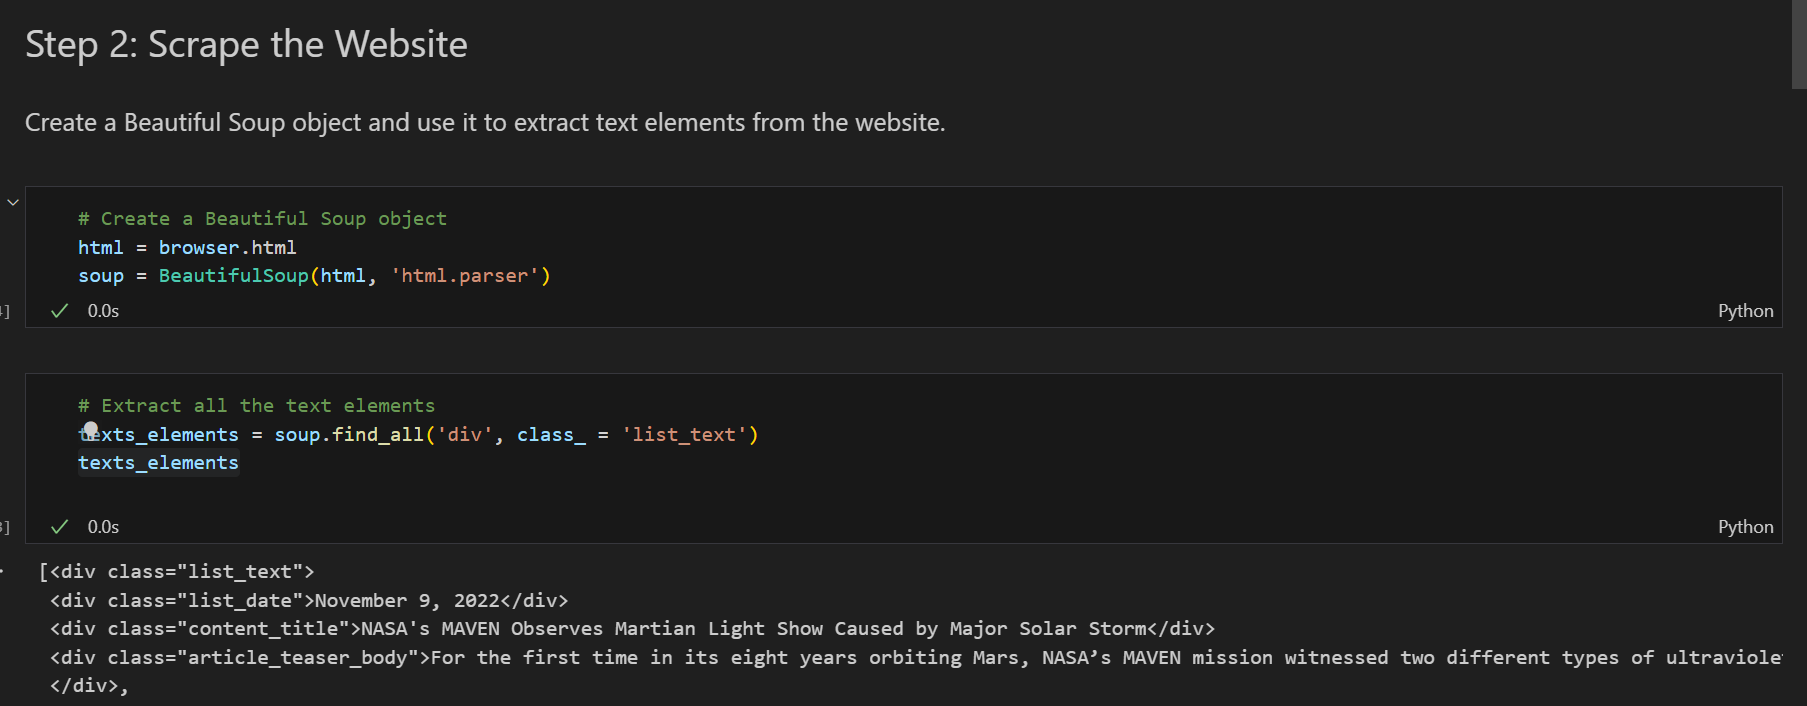 Step 2: Scrape the Website
Create a Beautiful Soup object and use it to extract text elements from the website.
# Create a Beautiful Soup object
html = browser.html
soup = BeautifulSoup(html, 'html.parser')
]
0.0s
Python
# Extract all the text elements
texts_elements = soup.find_all('div', class_ = 'list_text')
texts_elements
]
0.0s
Python
[<div class="list_text">
<div class="list_date">November 9, 2022</div>
<div class="content_title">NASA's MAVEN Observes Martian Light Show Caused by Major Solar Storm</div>
<div class="article_teaser_body">For the first time in its eight years orbiting Mars, NASA’s MAVEN mission witnessed two different types of
</div>,